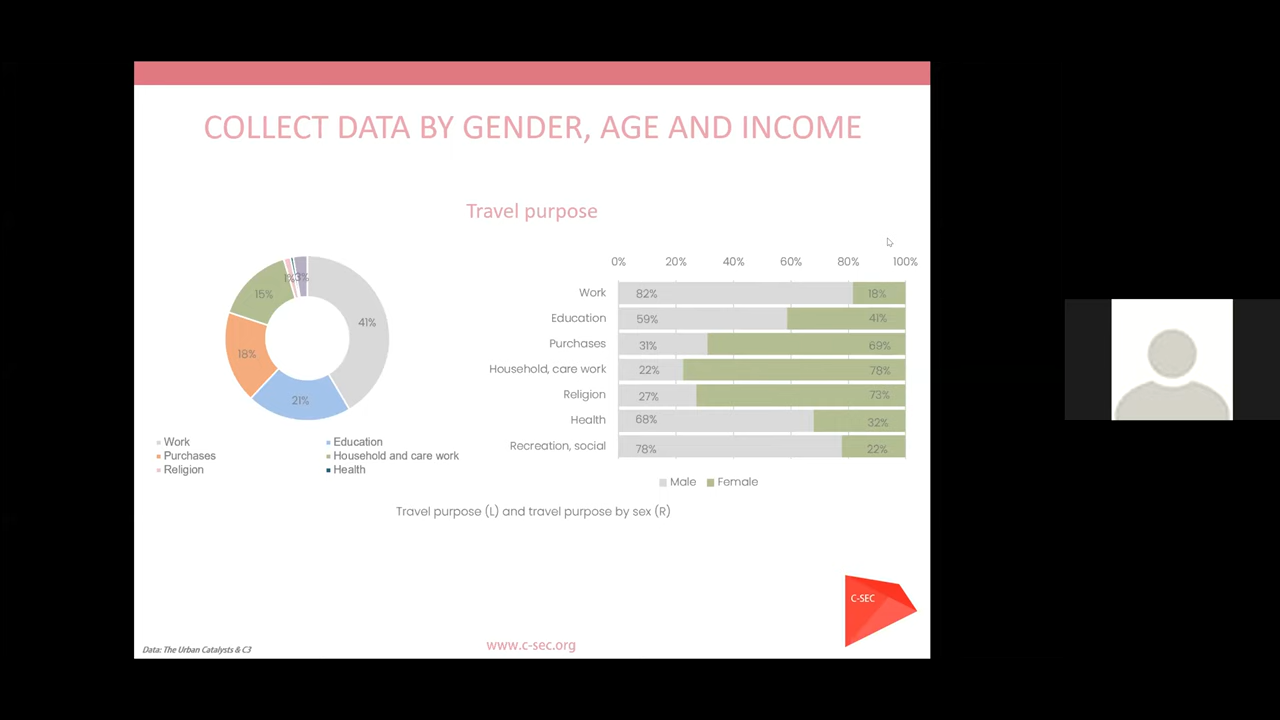 COLLECT DATA BY GENDER, AGE AND INCOME
Travel purpose
41%
21%
18%
15%
1%
3%
Work
Education
Purchases
Household and care work
Religion
Health
0% 20% 40% 60% 80% 100%
Work 82% 18%
Education 59% 41%
Purchases 31% 69%
Household, care work 22% 78%
Religion 27% 73%
Health 68% 32%
Recreation, social 78% 22%
Male Female
Travel purpose (L) and travel purpose by sex (R)
C-SEC
Data: The Urban Catalysts & C3
www.c-sec.org